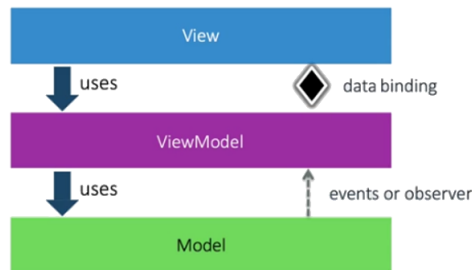 View
uses
data binding
ViewModel
uses
events or observer
Model